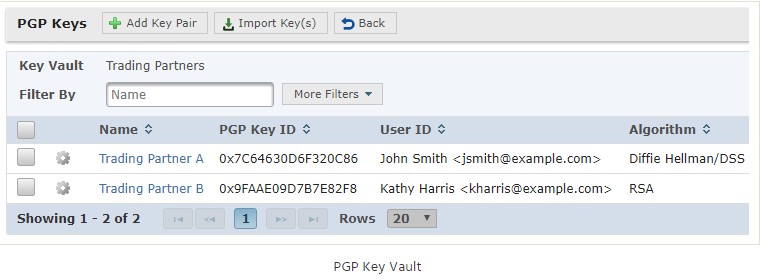 PGP Keys Add Key Pair Import Key(s) Back
Key Vault Trading Partners
Filter By Name More Filters
Name PGP Key ID User ID Algorithm
Trading Partner A 0x7C64630D6F320C86 John Smith <jsmith@example.com> Diffie Hellman/DSS
Trading Partner B 0x9FAAE09D7B7E82F8 Kathy Harris <kharris@example.com> RSA
Showing 1 - 2 of 2 1 Rows 20
PGP Key Vault